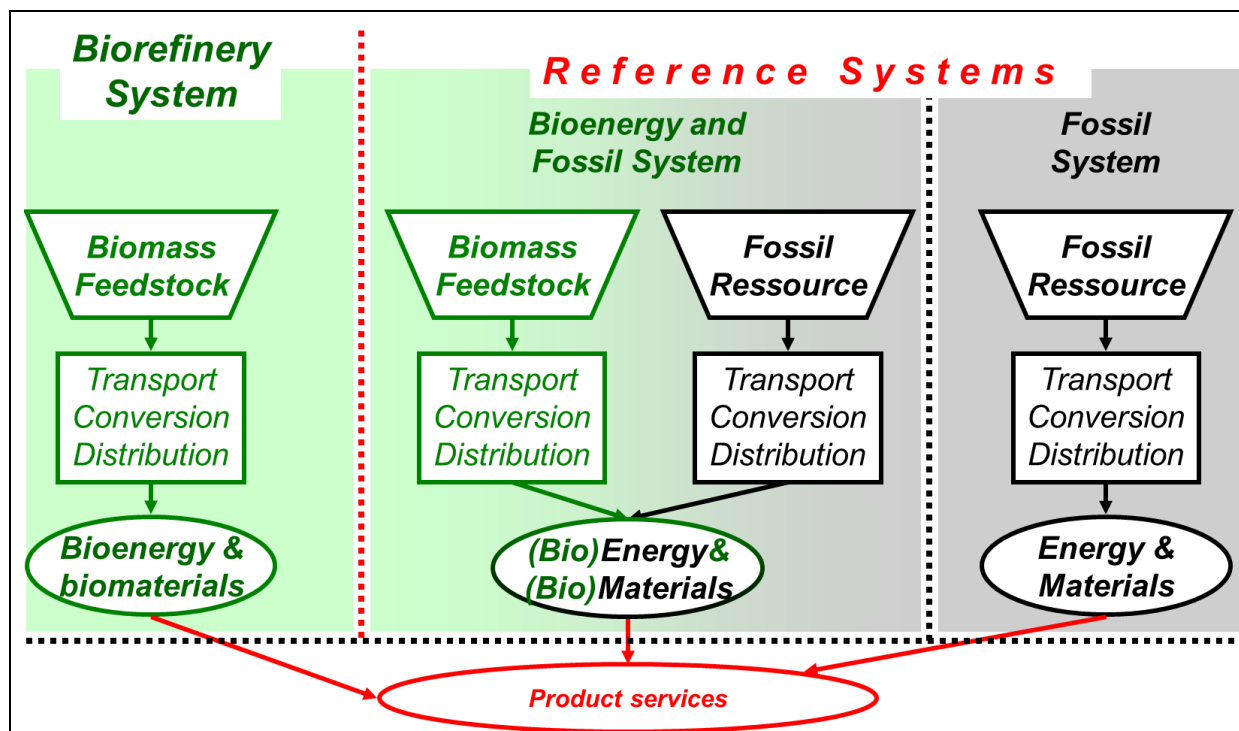 Biorefinery
System
Reference Systems
Bioenergy and
Fossil System
Fossil
System
Biomass
Feedstock
Biomass
Feedstock
Fossil
Ressource
Fossil
Ressource
Transport
Conversion
Distribution
Transport
Conversion
Distribution
Transport
Conversion
Distribution
Transport
Conversion
Distribution
Bioenergy &
biomaterials
(Bio)Energy&
(Bio)Materials
Energy &
Materials
Product services